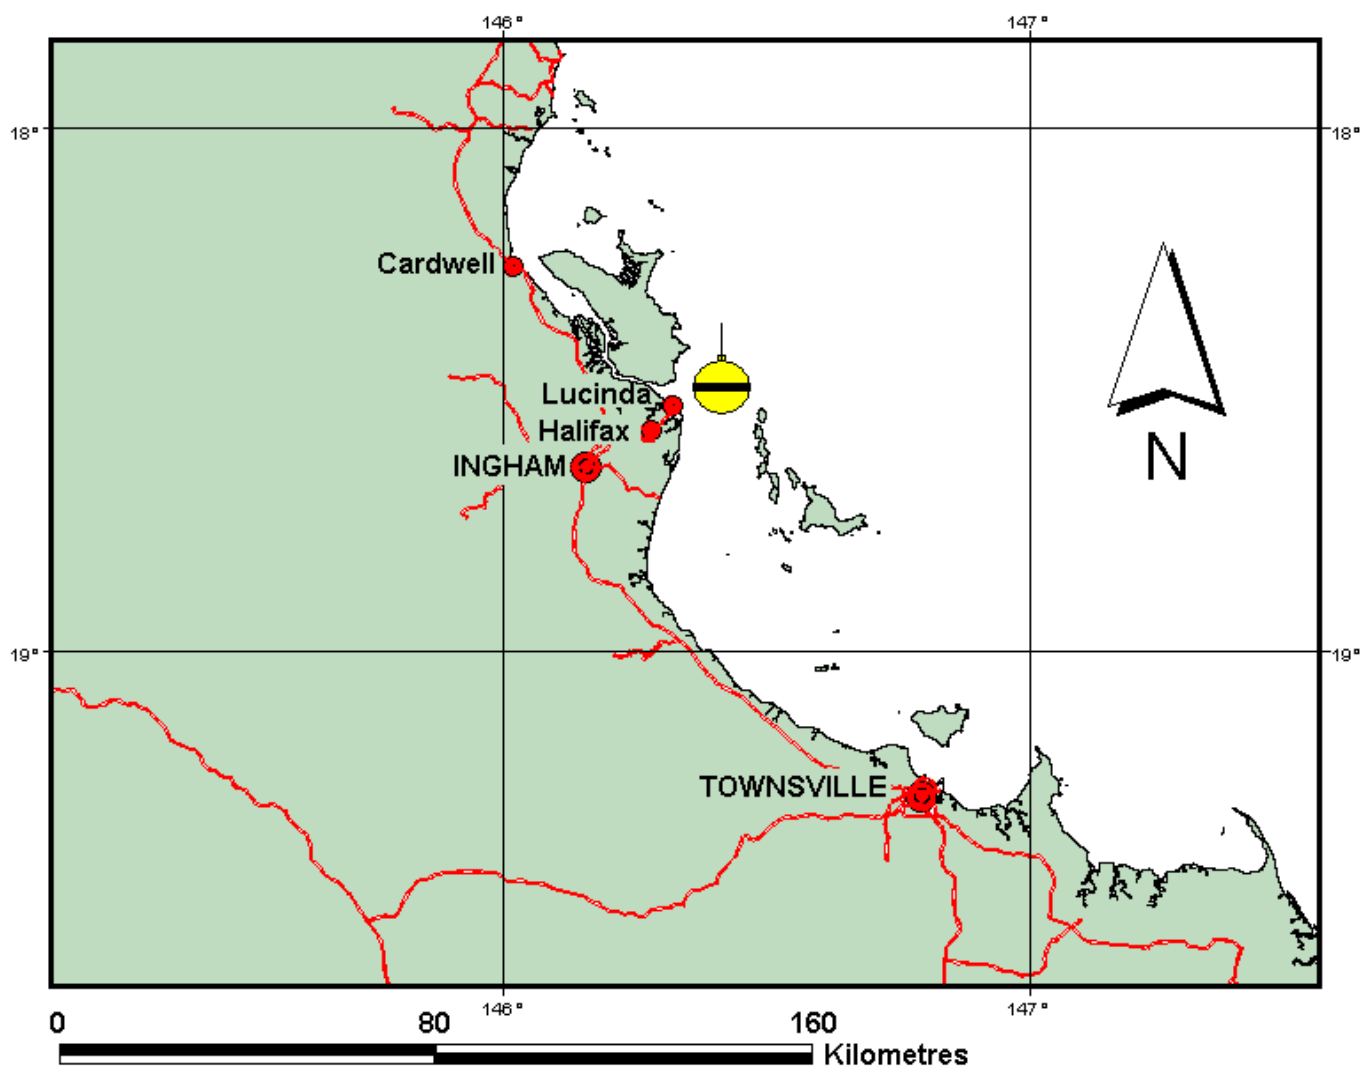 146° 147°
18° 18°
Cardwell
Lucinda
Halifax
INGHAM
N
19° 19°
TOWNSVILLE
146° 147°
0 80 160
Kilometres